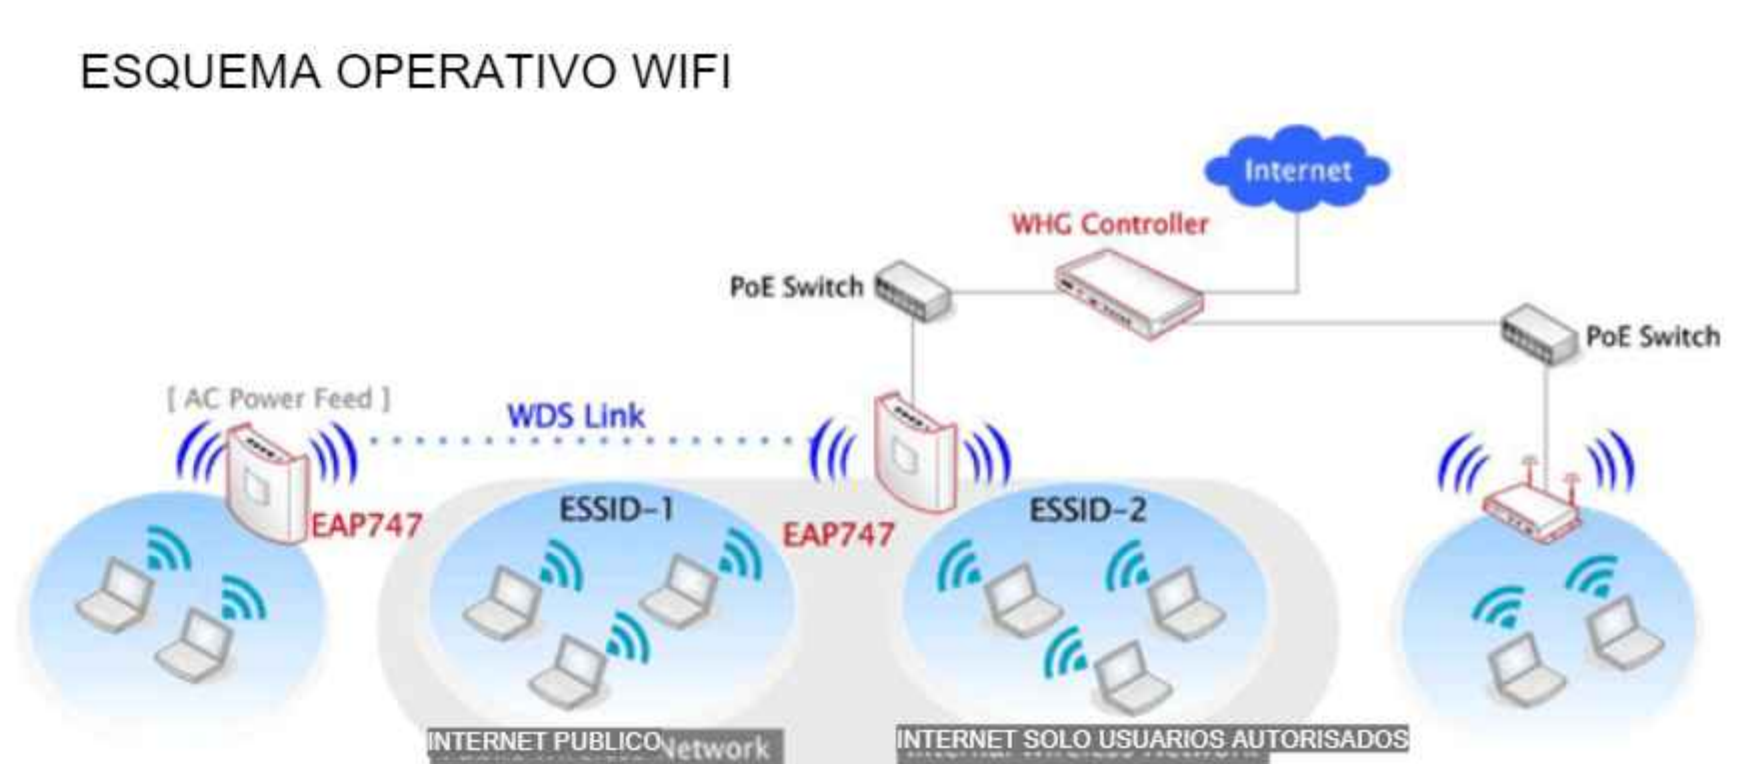 ESQUEMA OPERATIVO WIFI
Internet
WHG Controller
PoE Switch
PoE Switch
[ AC Power Feed ]
WDS Link
ESSID-1
ESSID-2
EAP747
EAP747
INTERNET PUBLICO Network
INTERNET SOLO USUARIOS AUTORISADOS